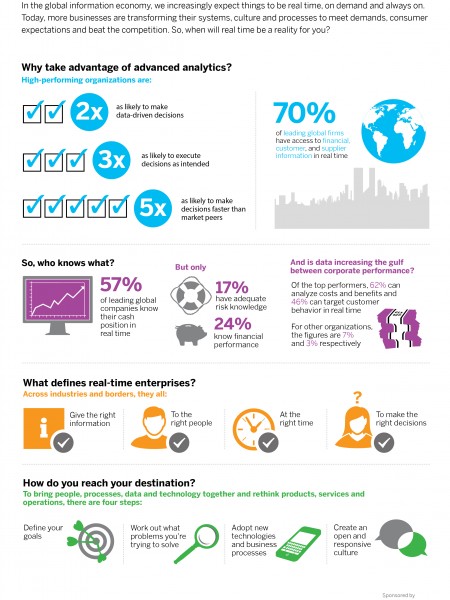 In the global information economy, we increasingly expect things to be real time, on demand and always on.
Today, more businesses are transforming their systems, culture and processes to meet demands, consumer
expectations and beat the competition. So, when will real time be a reality for you?
Why take advantage of advanced analytics?
High-performing organizations are:
2x
as likely to make
data-driven decisions
3x
as likely to execute
decisions as intended
5x
as likely to make
decisions faster than
market peers
70%
of leading global firms
have access to financial,
customer, and supplier
information in real time
So, who knows what?
57%
of leading global
companies know
their cash
position in
real time
But only
17%
have adequate
risk knowledge
24%
know financial
performance
And is data increasing the gulf
between corporate performance?
Of the top performers, 62% can
analyze costs and benefits and
46% can target customer
behavior in real time
For other organizations,
the figures are 7%
and 3% respectively
What defines real-time enterprises?
Across industries and borders, they all:
i
Give the right
information
To the
right people
At the
right time
?
To make the
right decisions
How do you reach your destination?
To bring people, processes, data and technology together and rethink products, services and
operations, there are four steps:
Define your
goals
Work out what
problems you're
trying to solve
Adopt new
technologies
and business
processes
Create an
open and
responsive
culture
Sponsored by